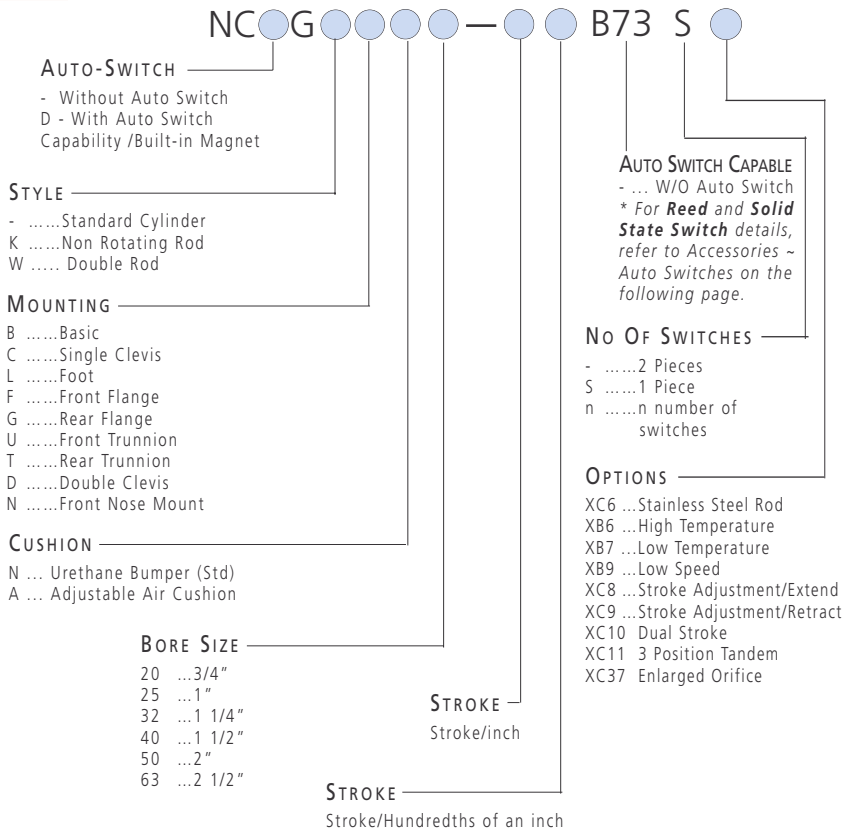 NC G — B73 S
AUTO-SWITCH
- Without Auto Switch
D - With Auto Switch
Capability /Built-in Magnet
STYLE
- ......Standard Cylinder
K ......Non Rotating Rod
W ..... Double Rod
MOUNTING
B ......Basic
C ......Single Clevis
L ......Foot
F ......Front Flange
G ......Rear Flange
U ......Front Trunnion
T ......Rear Trunnion
D ......Double Clevis
N ......Front Nose Mount
CUSHION
N ... Urethane Bumper (Std)
A ... Adjustable Air Cushion
BORE SIZE
20 ...3/4"
25 ...1"
32 ...1 1/4"
40 ...1 1/2"
50 ...2"
63 ...2 1/2"
STROKE
Stroke/inch
STROKE
Stroke/Hundredths of an inch
AUTO SWITCH CAPABLE
- ... W/O Auto Switch
* For Reed and Solid
State Switch details,
refer to Accessories ~
Auto Switches on the
following page.
NO OF SWITCHES
- ......2 Pieces
S ......1 Piece
n ......n number of
switches
OPTIONS
XC6 ...Stainless Steel Rod
XB6 ...High Temperature
XB7 ...Low Temperature
XB9 ...Low Speed
XC8 ...Stroke Adjustment/Extend
XC9 ...Stroke Adjustment/Retract
XC10 Dual Stroke
XC11 3 Position Tandem
XC37 Enlarged Orifice